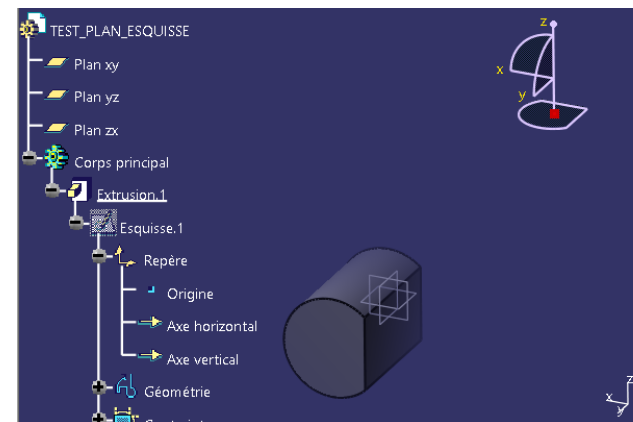 TEST_PLAN_ESQUISSE
Plan xy
Plan yz
Plan zx
Corps principal
Extrusion.1
Esquisse.1
Repère
Origine
Axe horizontal
Axe vertical
Géométrie
z
x
y
z
x
y